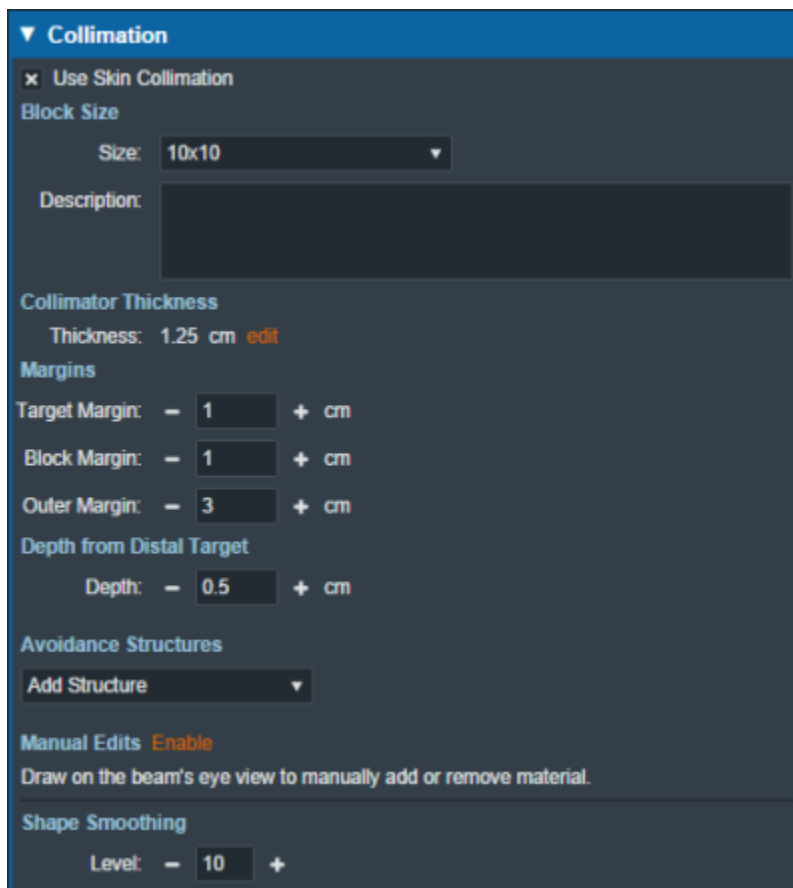 Collimation
Use Skin Collimation
Block Size
Size: 10x10
Description:
Collimator Thickness
Thickness: 1.25 cm edit
Margins
Target Margin: − 1 + cm
Block Margin: − 1 + cm
Outer Margin: − 3 + cm
Depth from Distal Target
Depth: − 0.5 + cm
Avoidance Structures
Add Structure
Manual Edits Enable
Draw on the beam's eye view to manually add or remove material.
Shape Smoothing
Level: − 10 +